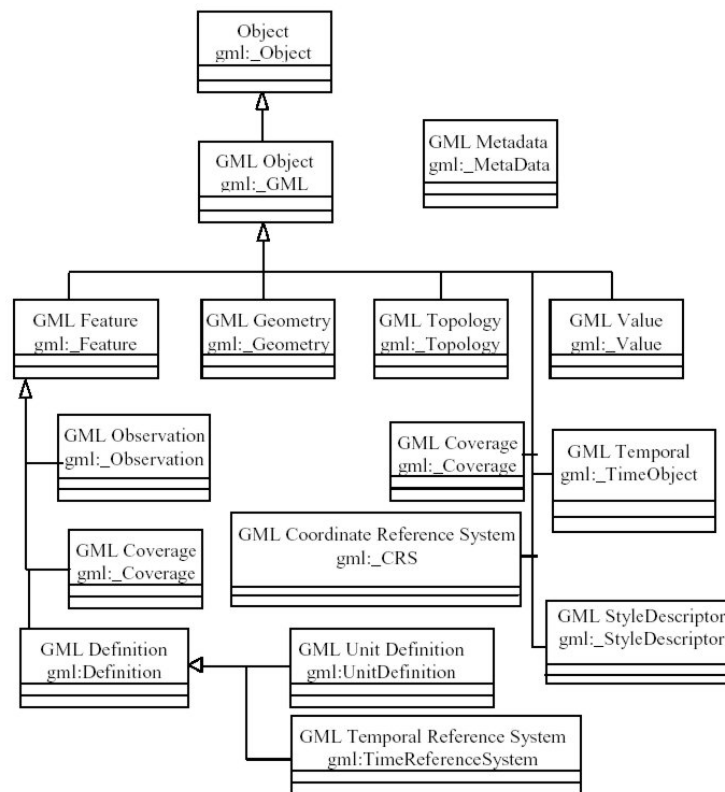 Object
gml:_Object
GML Object
gml:_GML
GML Metadata
gml:_MetaData
GML Feature
gml:_Feature
GML Geometry
gml:_Geometry
GML Topology
gml:_Topology
GML Value
gml:_Value
GML Observation
gml:_Observation
GML Coverage
gml:_Coverage
GML Temporal
gml:_TimeObject
GML Coordinate Reference System
gml:_CRS
GML Coverage
gml:_Coverage
GML StyleDescriptor
gml:_StyleDescriptor
GML Definition
gml:Definition
GML Unit Definition
gml:UnitDefinition
GML Temporal Reference System
gml:TimeReferenceSystem